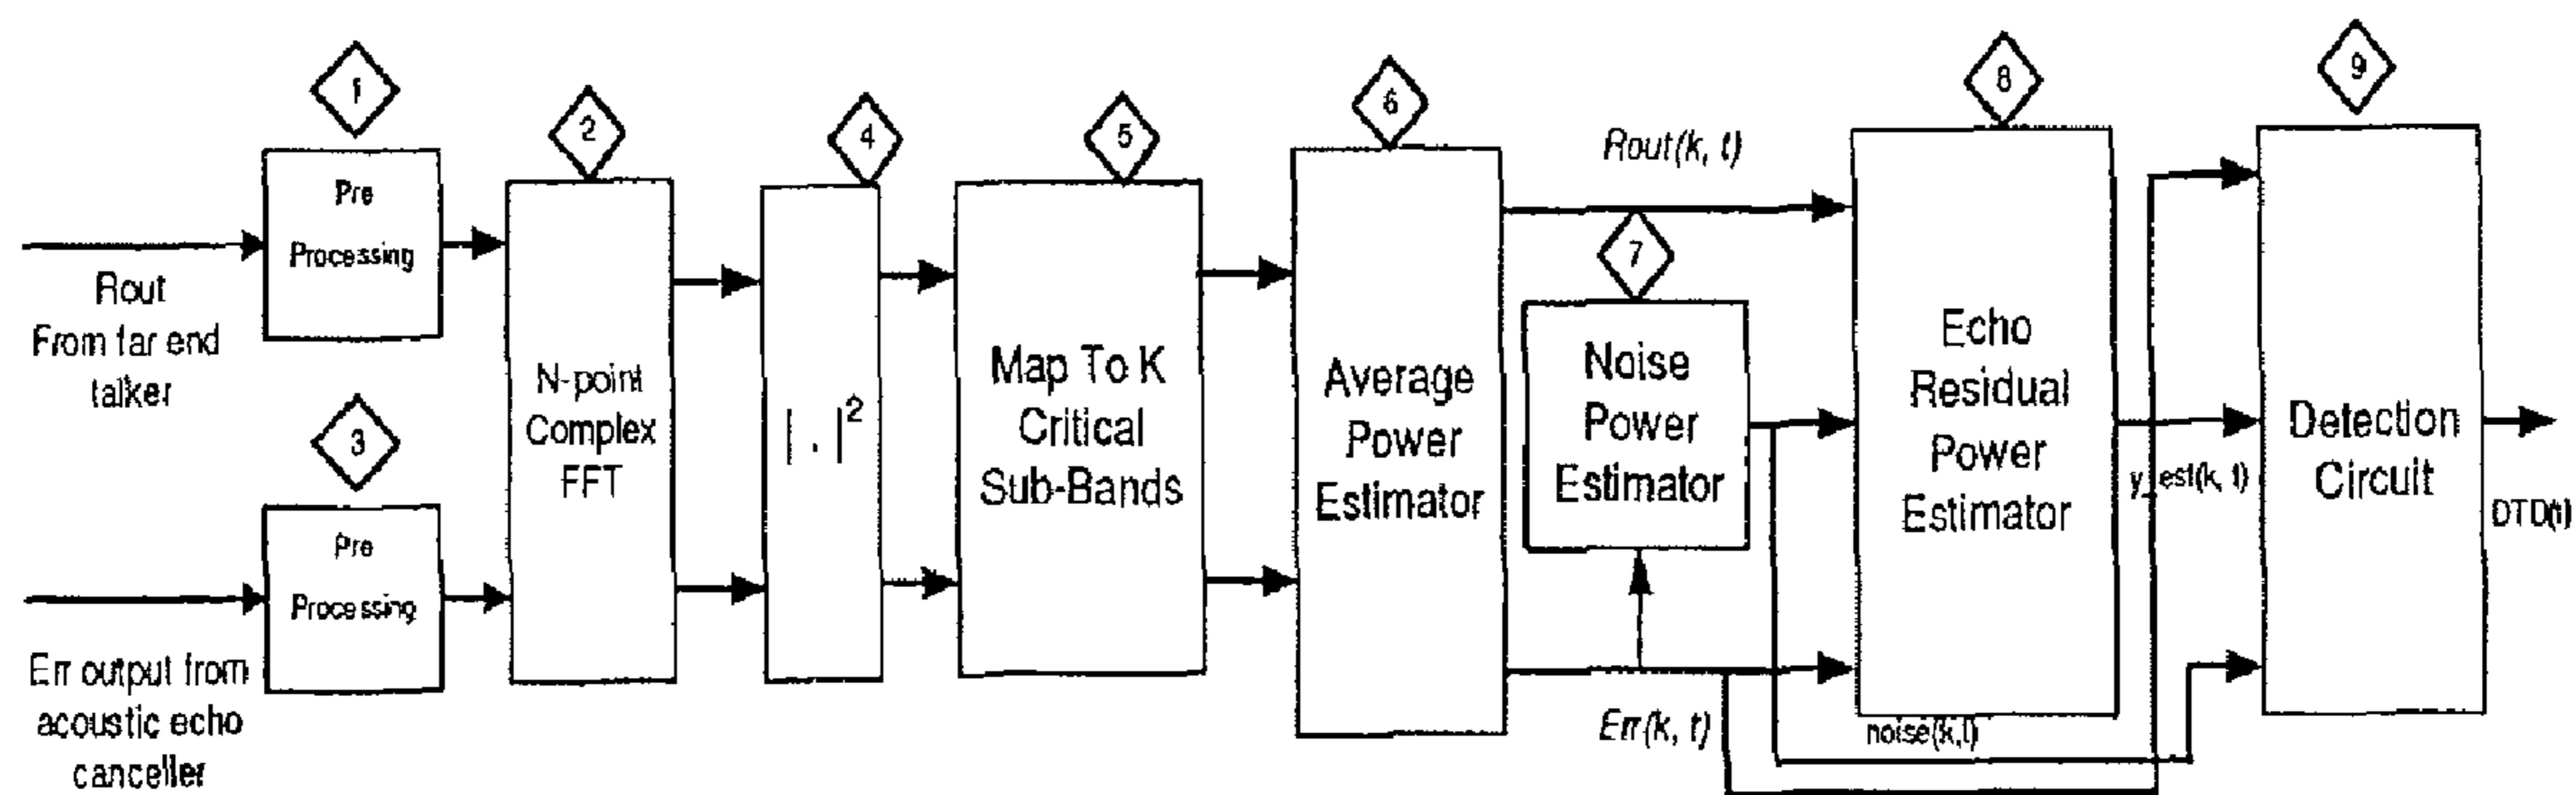 1
Pre
Processing
Rout
From far end
talker
3
Pre
Processing
Err output from
acoustic echo
canceller
2
N-point
Complex
FFT
4
| . |²
5
Map To K
Critical
Sub-Bands
6
Average
Power
Estimator
Rout(k, t)
7
Noise
Power
Estimator
Err(k, t)
8
Echo
Residual
Power
Estimator
noise(k,t)
y_est(k, t)
9
Detection
Circuit
DTD(t)